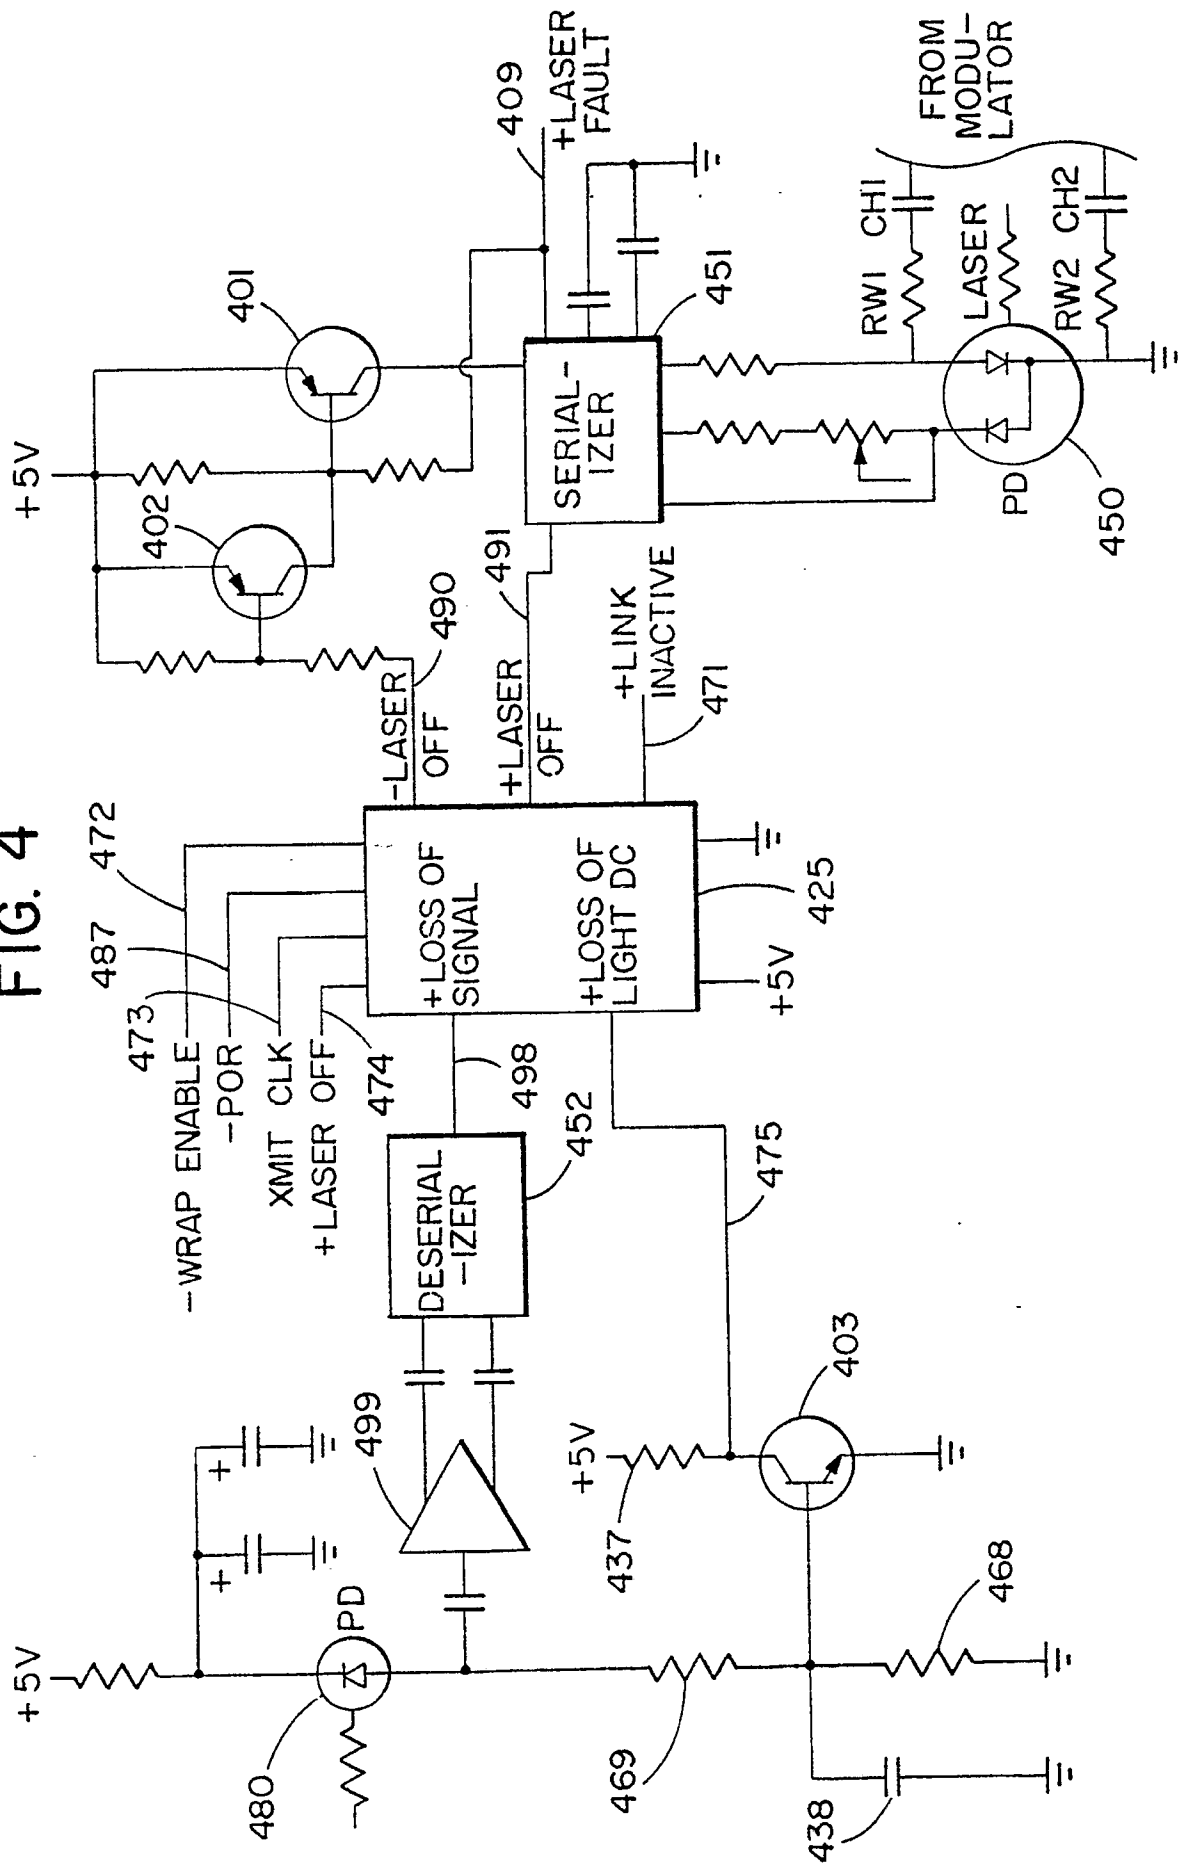 FIG. 4
+5V
480
PD
+
+
499
DESERIAL
-IZER
452
498
-WRAP ENABLE
472
-POR
487
XMIT CLK
473
+LASER OFF
474
+LOSS OF
SIGNAL
+LOSS OF
LIGHT DC
425
+5V
469
438
468
+5V
437
403
475
-LASER
OFF
490
+LASER
OFF
491
+LINK
INACTIVE
471
+5V
402
401
409
+LASER
FAULT
SERIAL-
IZER
451
PD
450
RW1 CH1
LASER
RW2 CH2
FROM
MODU-
LATOR